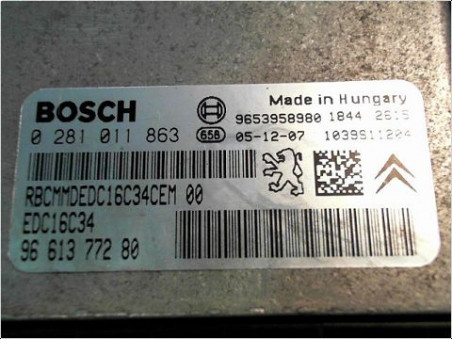 BOSCH
Made in Hungary
9653958980 1844 2615
0 281 011 863 656 05-12-07 1039S11204
RBCMMDEDC16C34CEM 00
EDC16C34
96 613 772 80